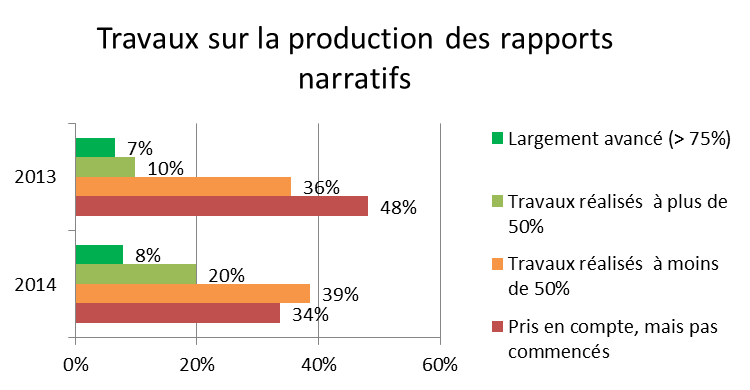 Travaux sur la production des rapports
narratifs
2013
7%
10%
36%
48%
2014
8%
20%
39%
34%
0%
20%
40%
60%
Largement avancé (> 75%)
Travaux réalisés à plus de
50%
Travaux réalisés à moins
de 50%
Pris en compte, mais pas
commencés